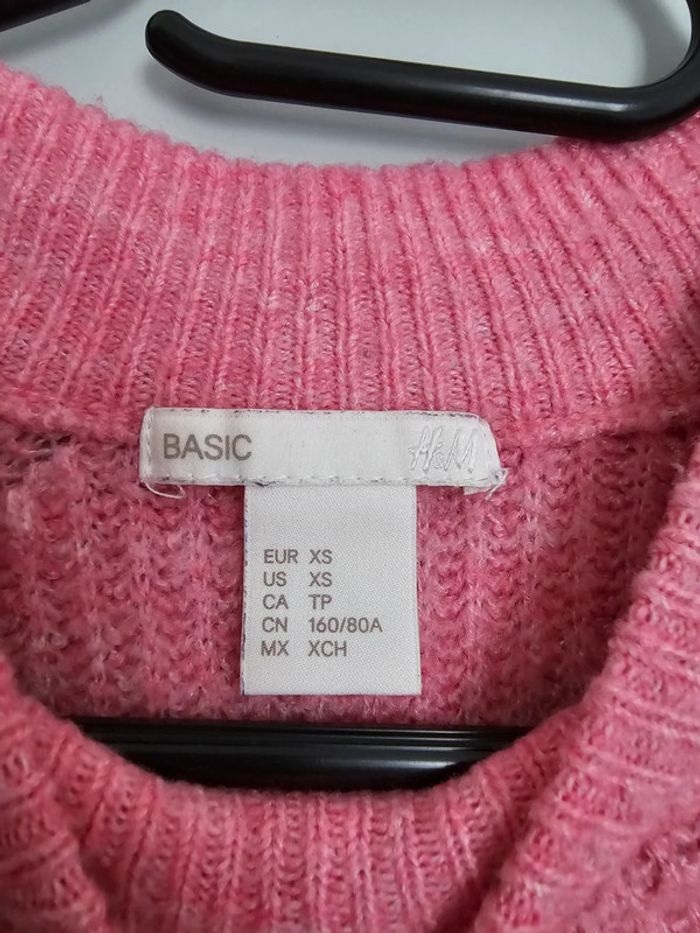 BASIC H&M
EUR XS
US XS
CA TP
CN 160/80A
MX XCH